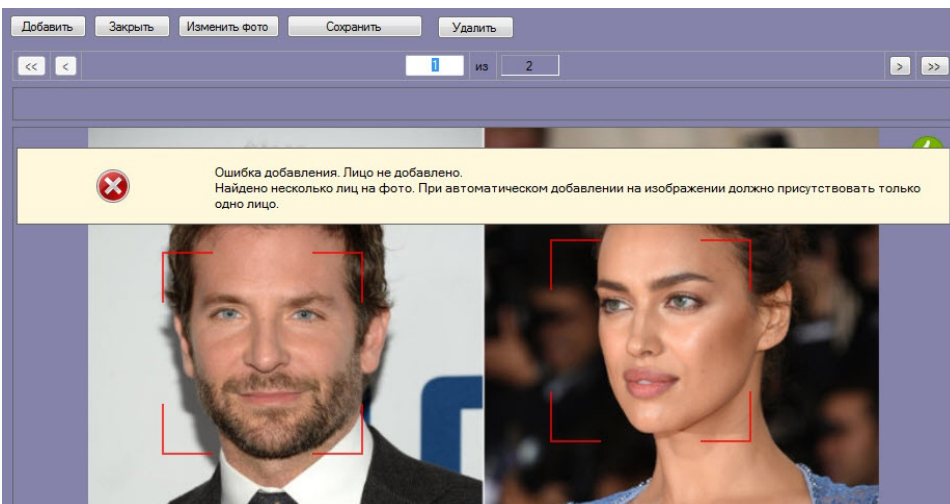 Добавить Закрыть Изменить фото Сохранить Удалить
<< < 1 из 2 > >>
Ошибка добавления. Лицо не добавлено.
Найдено несколько лиц на фото. При автоматическом добавлении на изображении должно присутствовать только
одно лицо.